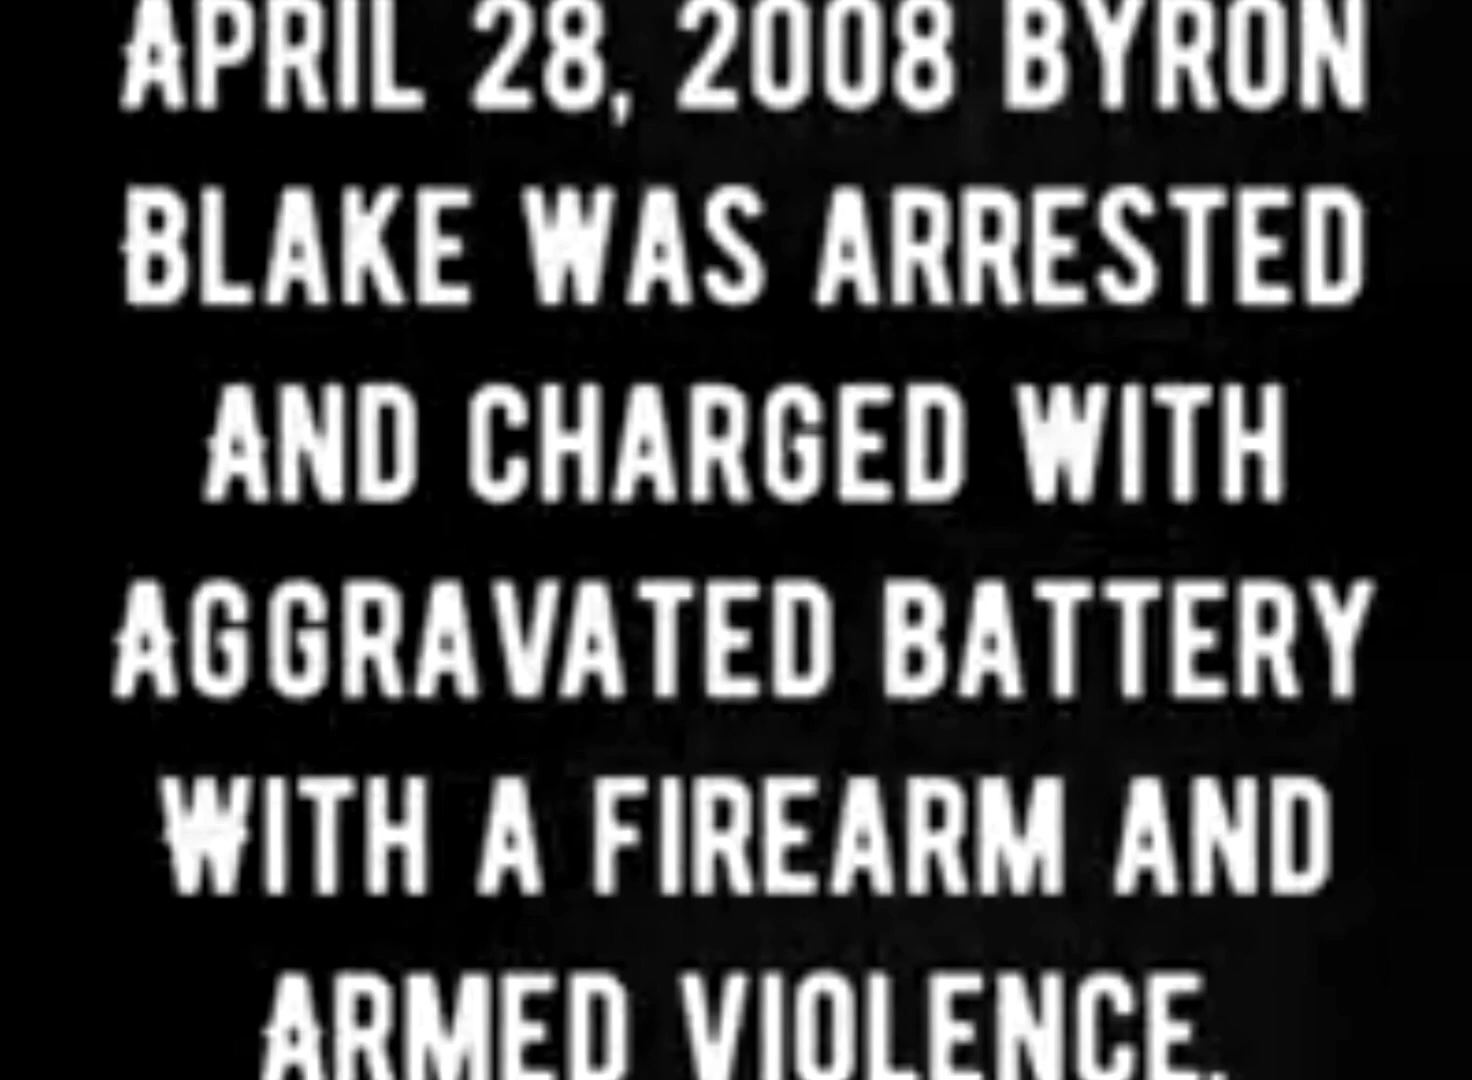 APRIL 28, 2008 BYRON
BLAKE WAS ARRESTED
AND CHARGED WITH
AGGRAVATED BATTERY
WITH A FIREARM AND
ARMED VIOLENCE.